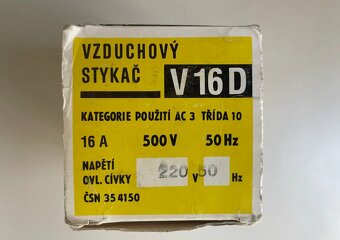 VZDUCHOVÝ
STYKAČ V 16 D
KATEGORIE POUŽITÍ AC 3 TŘÍDA 10
16 A 500 V 50 Hz
NAPĚTÍ
OVL. CÍVKY 220 V 50 Hz
ČSN 35 4150